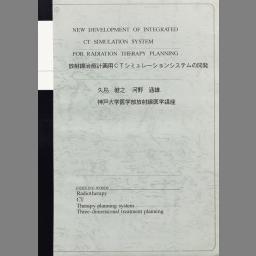 NEW DEVELOPMENT OF INTEGRATED
CT SIMULATION SYSTEM
FOR RADIATION THERAPY PLANNING
放射線治療計画用CTシミュレーションシステムの開発
久鳥 健之 河野 通雄
神戸大学医学部放射線医学講座
Radiotherapy
CT
Therapy planning system
Three-dimensional treatment planning